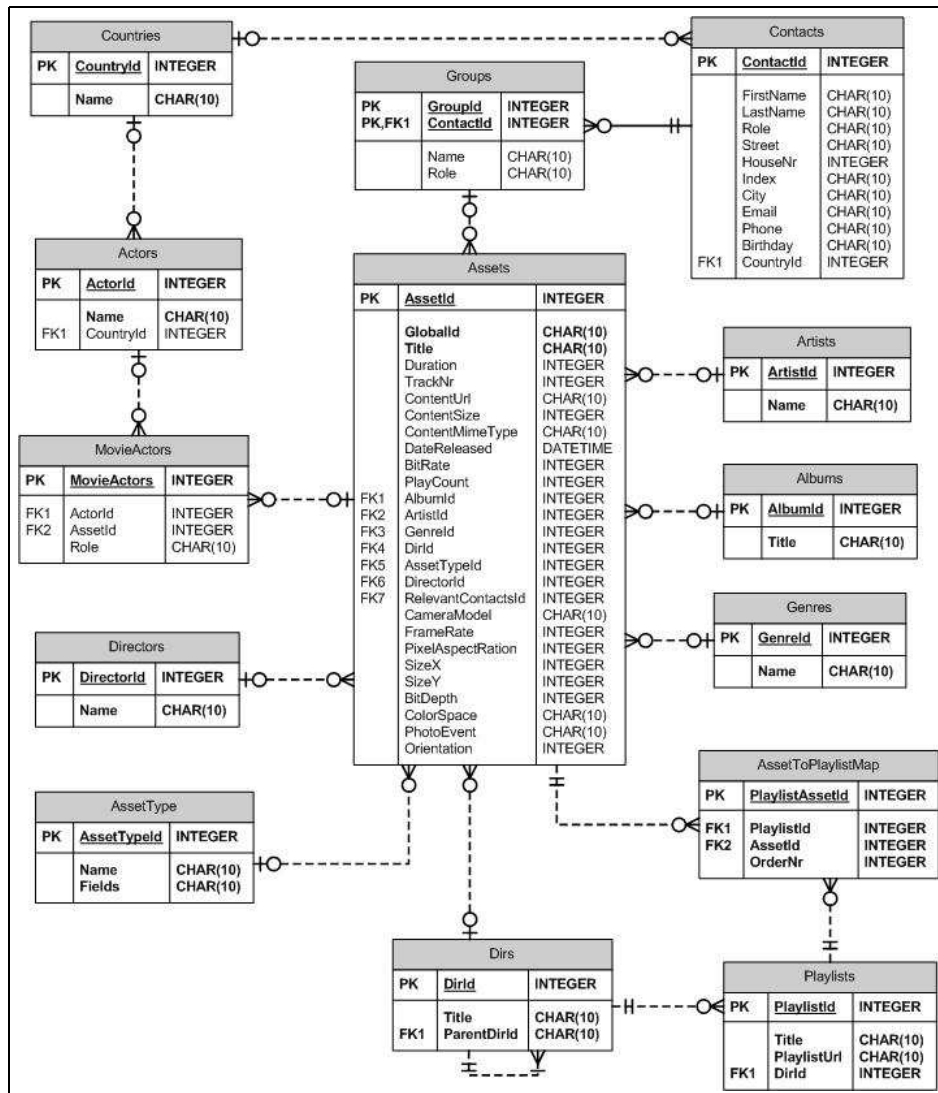 Countries
PK CountryId INTEGER
Name CHAR(10)
Contacts
PK ContactId INTEGER
FirstName CHAR(10)
LastName CHAR(10)
Role CHAR(10)
Street CHAR(10)
HouseNr INTEGER
Index CHAR(10)
City CHAR(10)
Email CHAR(10)
Phone CHAR(10)
Birthday CHAR(10)
FK1 CountryId INTEGER
Groups
PK GroupId INTEGER
PK,FK1 ContactId INTEGER
Name CHAR(10)
Role CHAR(10)
Actors
PK ActorId INTEGER
Name CHAR(10)
FK1 CountryId INTEGER
Assets
PK AssetId INTEGER
GlobalId CHAR(10)
Title CHAR(10)
Duration INTEGER
TrackNr INTEGER
ContentUrl CHAR(10)
ContentSize INTEGER
ContentMimeType CHAR(10)
DateReleased DATETIME
BitRate INTEGER
PlayCount INTEGER
FK1 AlbumId INTEGER
FK2 ArtistId INTEGER
FK3 GenreId INTEGER
FK4 DirId INTEGER
FK5 AssetTypeId INTEGER
FK6 DirectorId INTEGER
FK7 RelevantContactsId INTEGER
CameraModel CHAR(10)
FrameRate INTEGER
PixelAspectRation INTEGER
SizeX INTEGER
SizeY INTEGER
BitDepth INTEGER
ColorSpace CHAR(10)
PhotoEvent CHAR(10)
Orientation INTEGER
Artists
PK ArtistId INTEGER
Name CHAR(10)
MovieActors
PK MovieActors INTEGER
FK1 ActorId INTEGER
FK2 AssetId INTEGER
Role CHAR(10)
Albums
PK AlbumId INTEGER
Title CHAR(10)
Genres
PK GenreId INTEGER
Name CHAR(10)
Directors
PK DirectorId INTEGER
Name CHAR(10)
AssetToPlaylistMap
PK PlaylistAssetId INTEGER
FK1 PlaylistId INTEGER
FK2 AssetId INTEGER
OrderNr INTEGER
AssetType
PK AssetTypeId INTEGER
Name CHAR(10)
Fields CHAR(10)
Dirs
PK DirId INTEGER
Title CHAR(10)
FK1 ParentDirId CHAR(10)
Playlists
PK PlaylistId INTEGER
Title CHAR(10)
PlaylistUrl CHAR(10)
FK1 DirId INTEGER